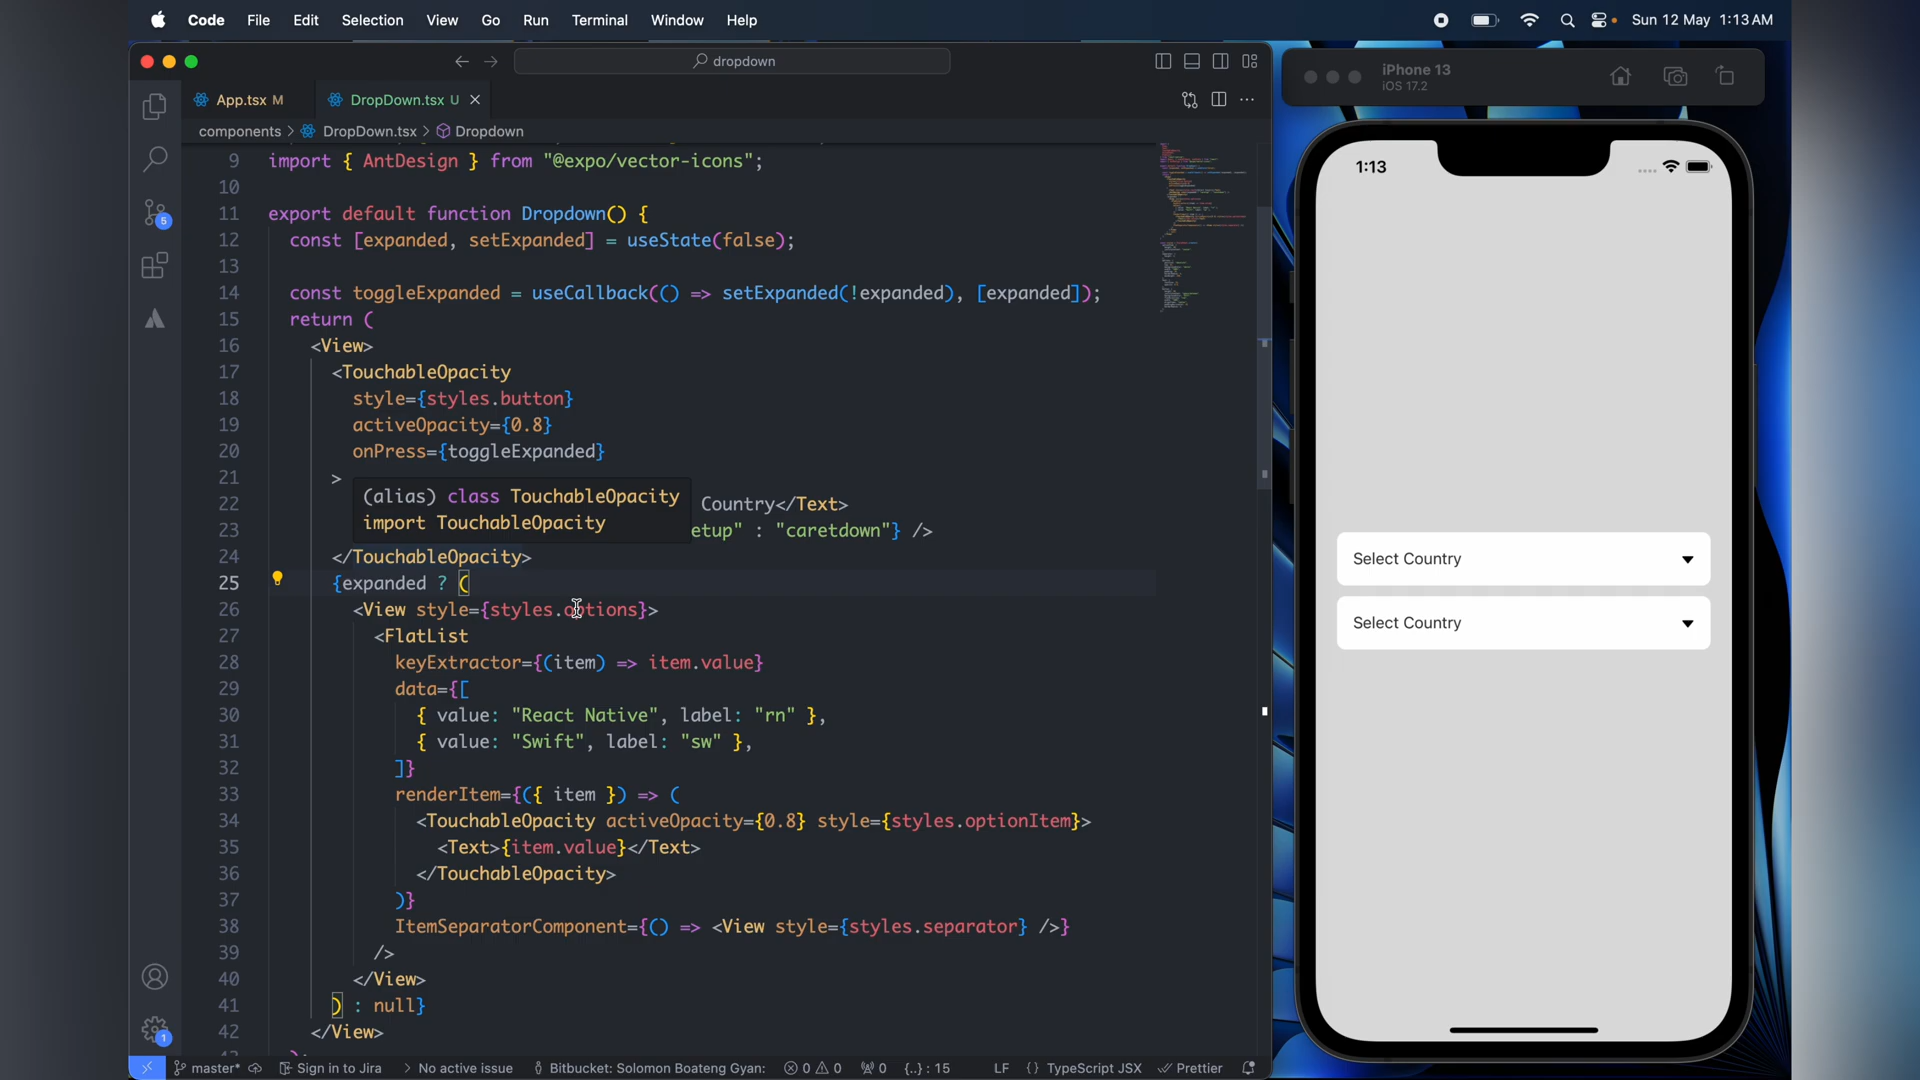 Code File Edit Selection View Go Run Terminal Window Help Sun 12 May 1:13 AM
dropdown
App.tsx M DropDown.tsx U
components > DropDown.tsx > Dropdown
9 import { AntDesign } from "@expo/vector-icons";
10
11 export default function Dropdown() {
12 const [expanded, setExpanded] = useState(false);
13
14 const toggleExpanded = useCallback(() => setExpanded(!expanded), [expanded]);
15 return (
16 <View>
17 <TouchableOpacity
18 style={styles.button}
19 activeOpacity={0.8}
20 onPress={toggleExpanded}
21 >
(alias) class TouchableOpacity
import TouchableOpacity
22 Country</Text>
23 etup" : "caretdown"} />
24 </TouchableOpacity>
25 {expanded ? (
26 <View style={styles.options}>
27 <FlatList
28 keyExtractor={(item) => item.value}
29 data={[
30 { value: "React Native", label: "rn" },
31 { value: "Swift", label: "sw" },
32 ]}
33 renderItem={({ item }) => (
34 <TouchableOpacity activeOpacity={0.8} style={styles.optionItem}>
35 <Text>{item.value}</Text>
36 </TouchableOpacity>
37 )}
38 ItemSeparatorComponent={() => <View style={styles.separator} />}
39 />
40 </View>
41 ) : null}
42 </View>
5
1
master* Sign in to Jira > No active issue Bitbucket: Solomon Boateng Gyan: 0 0 0 {..} : 15 LF {} TypeScript JSX Prettier
iPhone 13
iOS 17.2
1:13
Select Country
Select Country